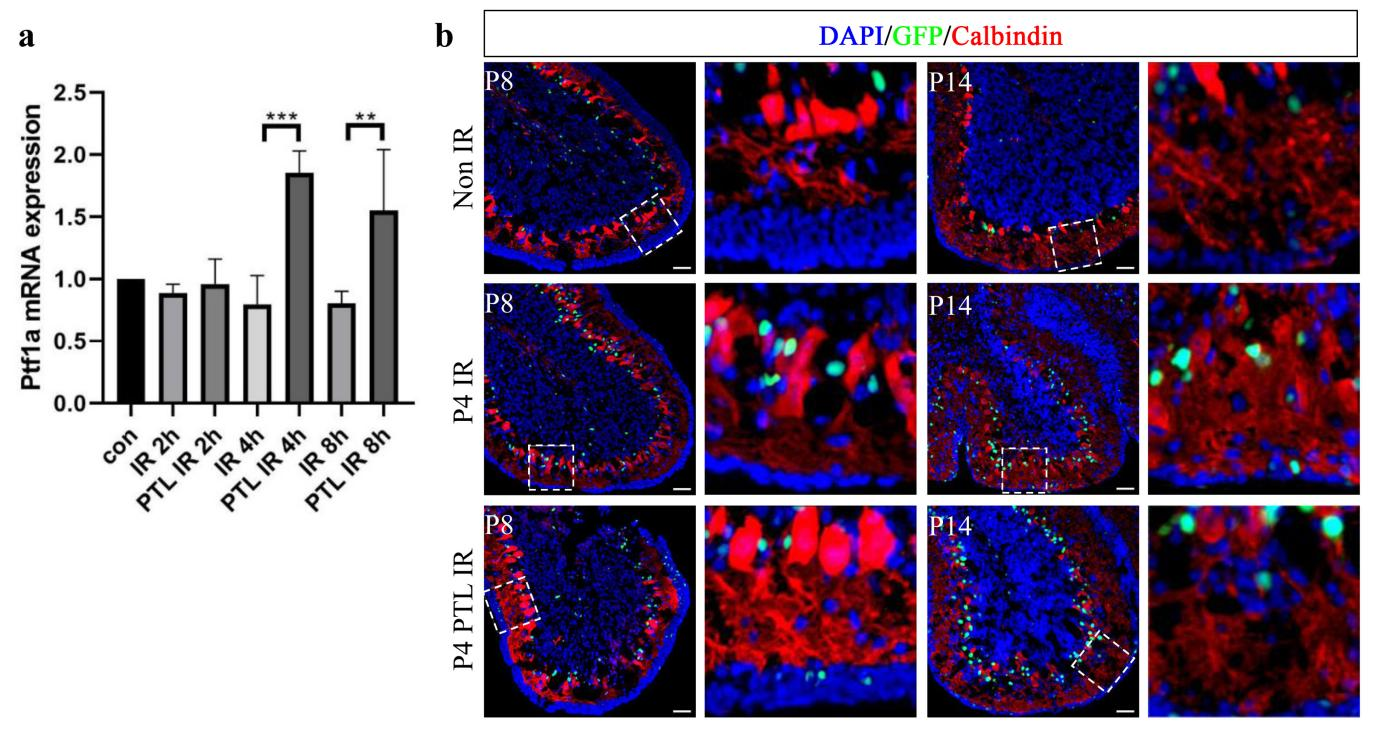 a
Ptf1a mRNA expression
2.5
2.0
1.5
1.0
0.5
0.0
***
**
con
IR 2h
PTL IR 2h
IR 4h
PTL IR 4h
IR 8h
PTL IR 8h
b
DAPI/GFP/Calbindin
Non IR
P8
P14
P4 IR
P8
P14
P4 PTL IR
P8
P14